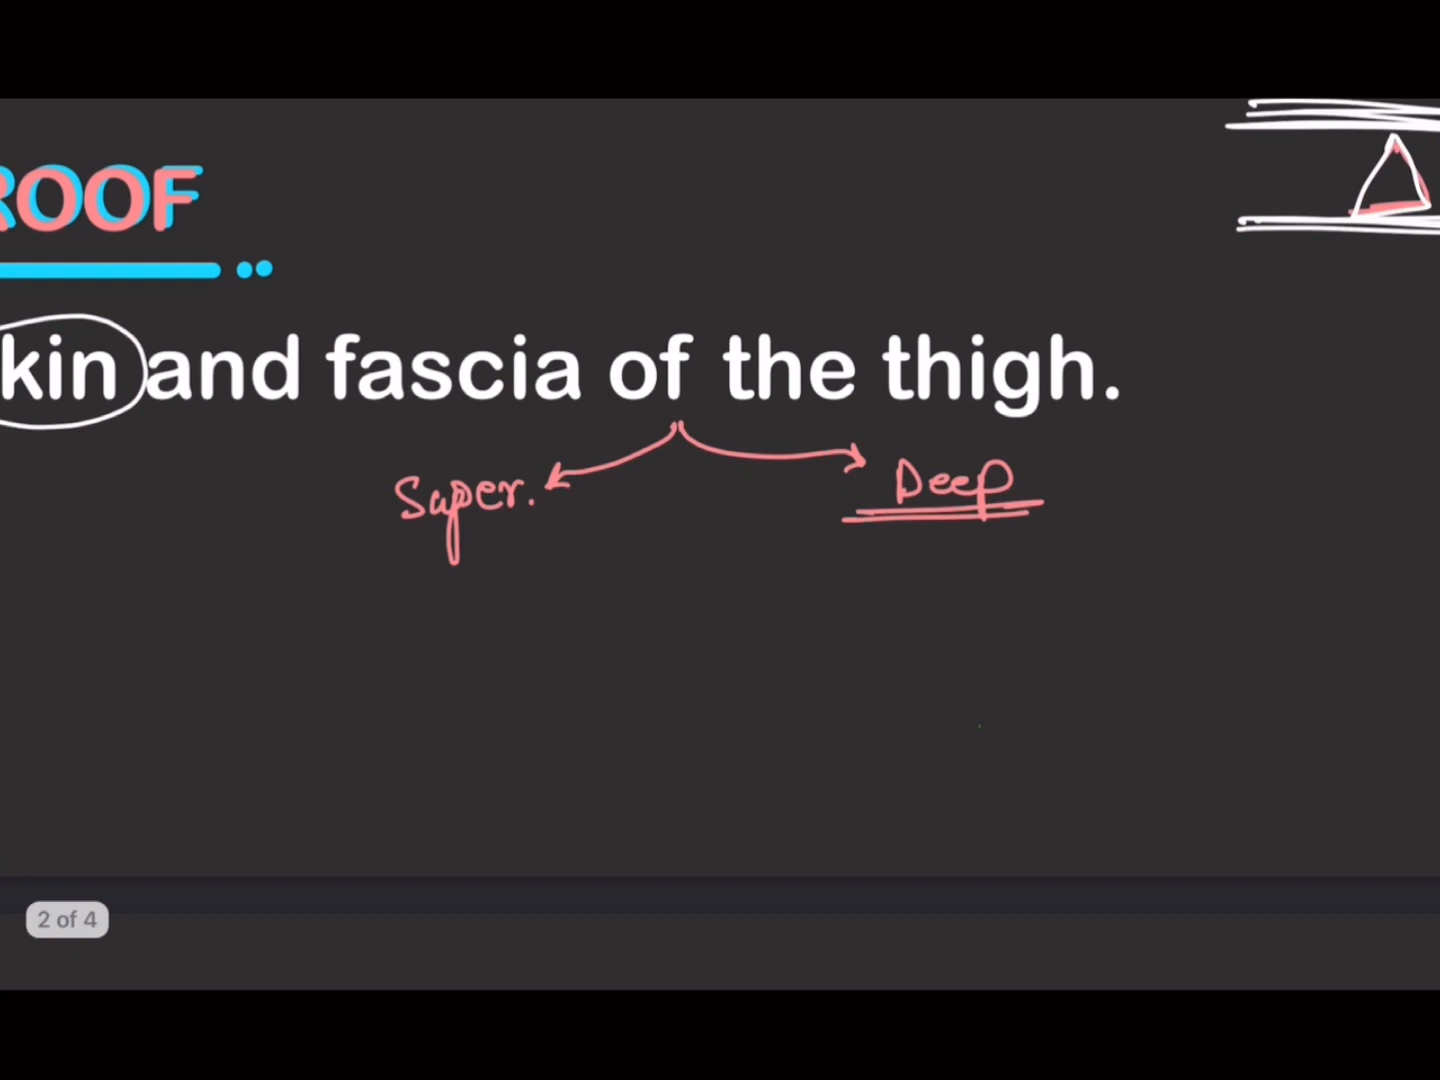 ROOF
kin and fascia of the thigh.
Super. Deep
2 of 4